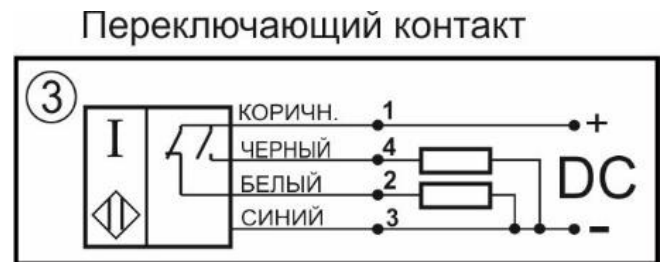 Переключающий контакт
3
I
КОРИЧН. 1 +
ЧЕРНЫЙ 4
БЕЛЫЙ 2
СИНИЙ 3 -
DC